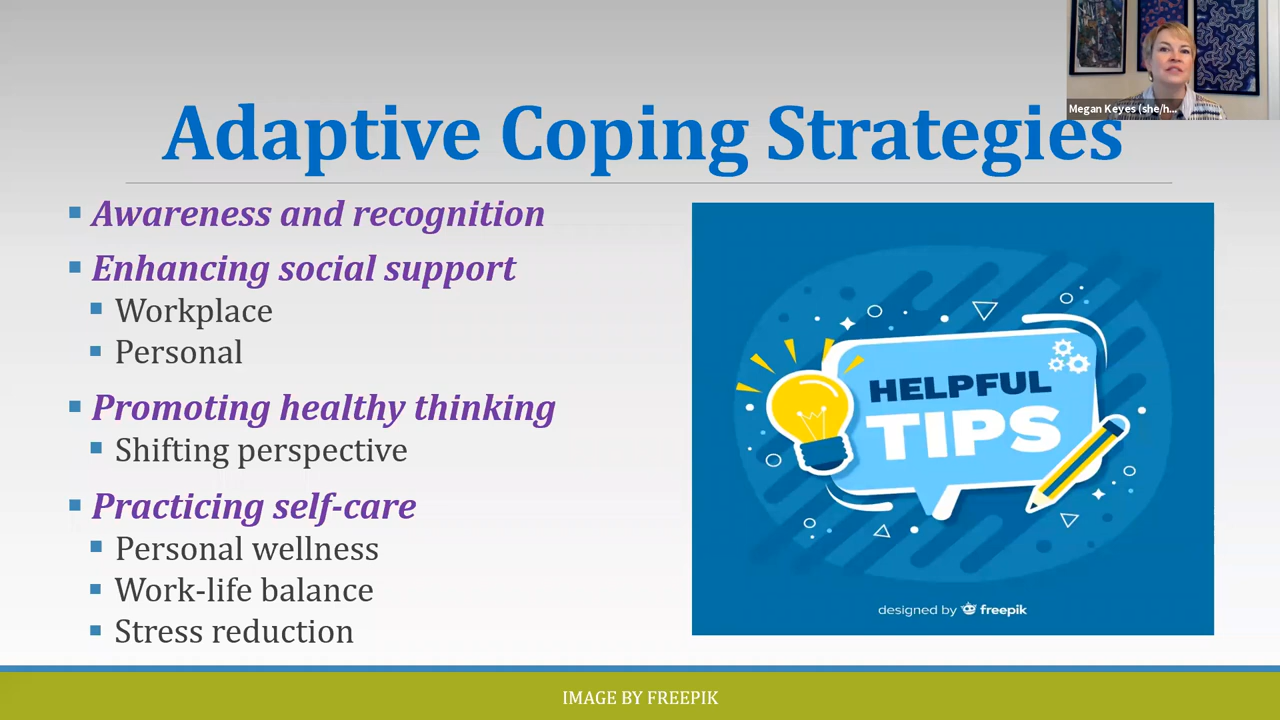 Megan Keyes (she/h...
Adaptive Coping Strategies
Awareness and recognition
Enhancing social support
Workplace
Personal
Promoting healthy thinking
Shifting perspective
Practicing self-care
Personal wellness
Work-life balance
Stress reduction
HELPFUL
TIPS
designed by freepik
IMAGE BY FREEPIK